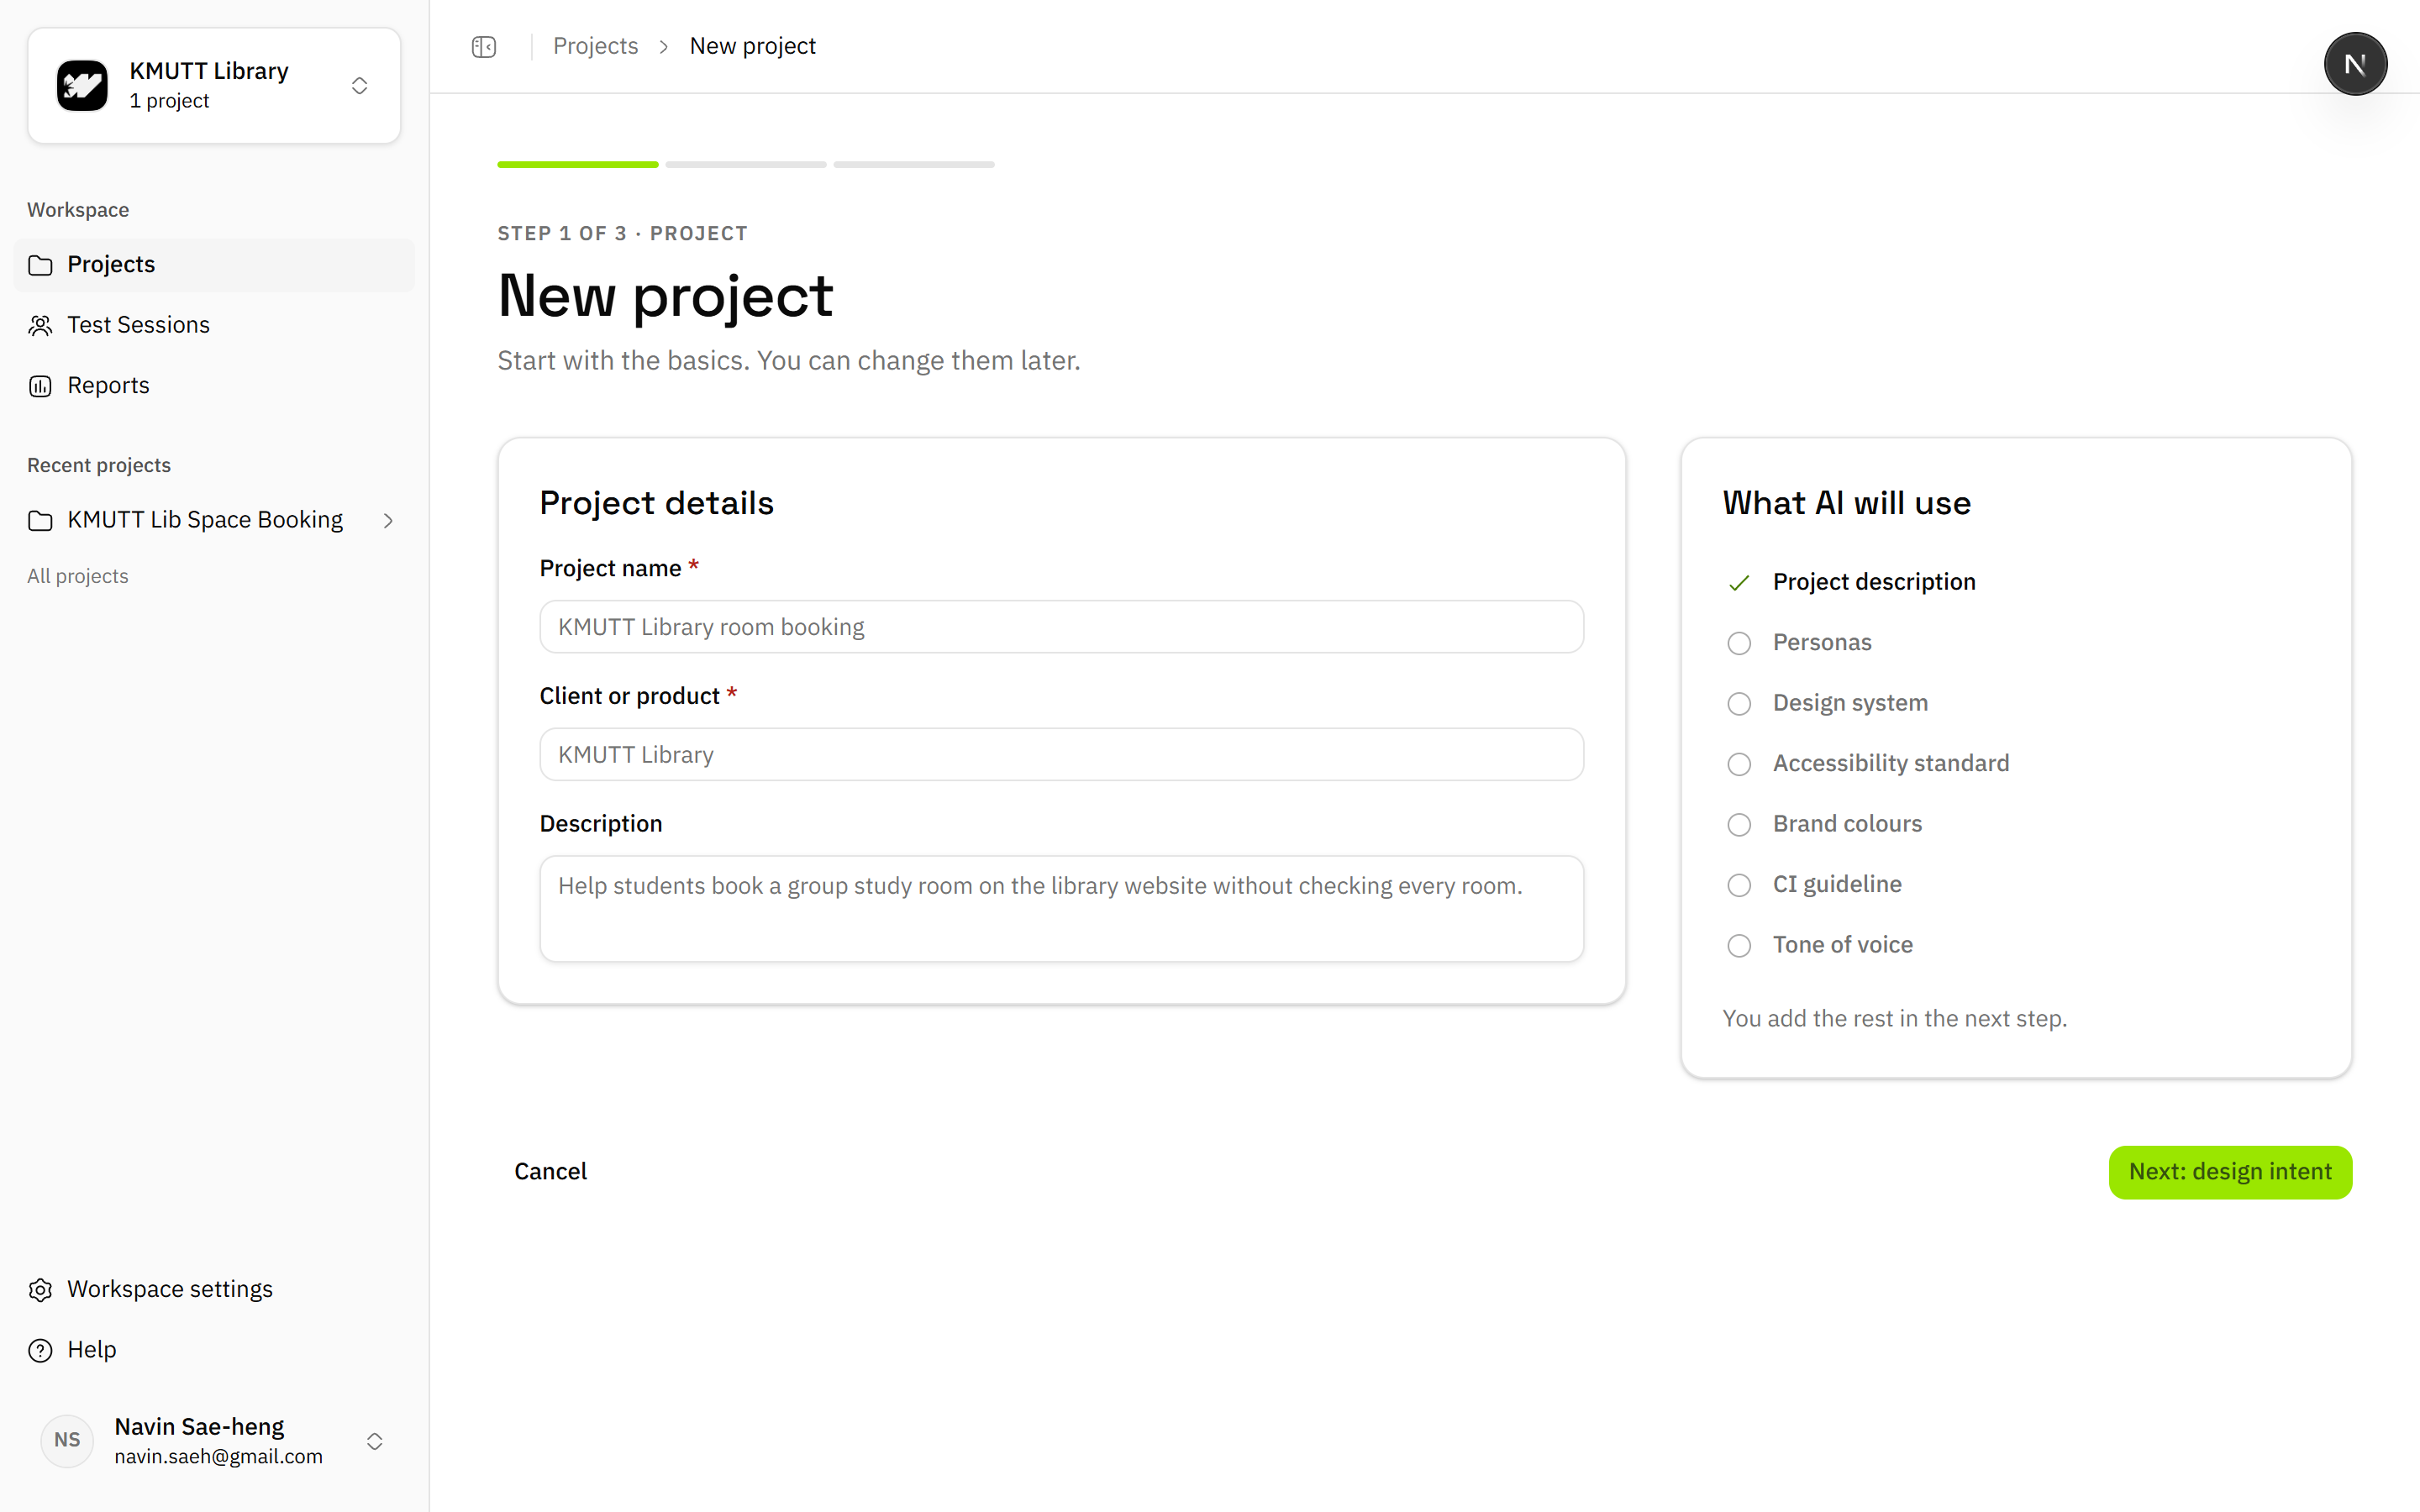 KMUTT Library
1 project
Workspace
Projects
Test Sessions
Reports
Recent projects
KMUTT Lib Space Booking
All projects
Workspace settings
Help
NS
Navin Sae-heng
navin.saeh@gmail.com
Projects > New project
N
STEP 1 OF 3 · PROJECT
New project
Start with the basics. You can change them later.
Project details
Project name *
KMUTT Library room booking
Client or product *
KMUTT Library
Description
Help students book a group study room on the library website without checking every room.
What AI will use
Project description
Personas
Design system
Accessibility standard
Brand colours
CI guideline
Tone of voice
You add the rest in the next step.
Cancel
Next: design intent